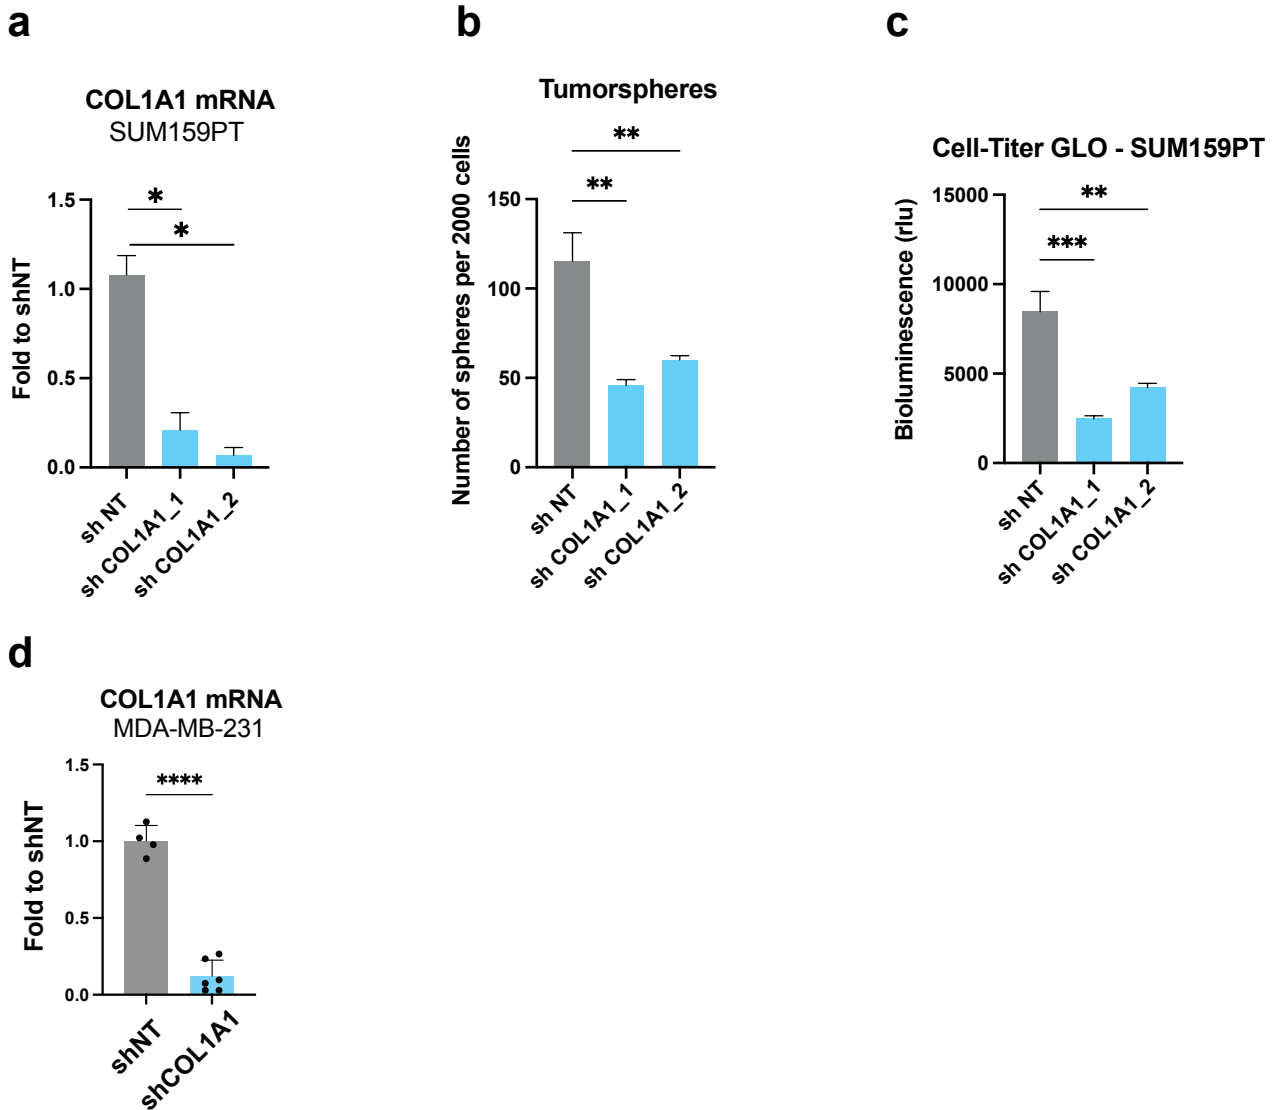 a
COL1A1 mRNA
SUM159PT
Fold to shNT
1.5
1.0
0.5
0.0
*
*
sh NT
sh COL1A1_1
sh COL1A1_2
b
Tumorspheres
Number of spheres per 2000 cells
150
100
50
0
**
**
sh NT
sh COL1A1_1
sh COL1A1_2
c
Cell-Titer GLO - SUM159PT
Bioluminescence (rlu)
15000
10000
5000
0
**
***
sh NT
sh COL1A1_1
sh COL1A1_2
d
COL1A1 mRNA
MDA-MB-231
Fold to shNT
1.5
1.0
0.5
0.0
****
shNT
shCOL1A1